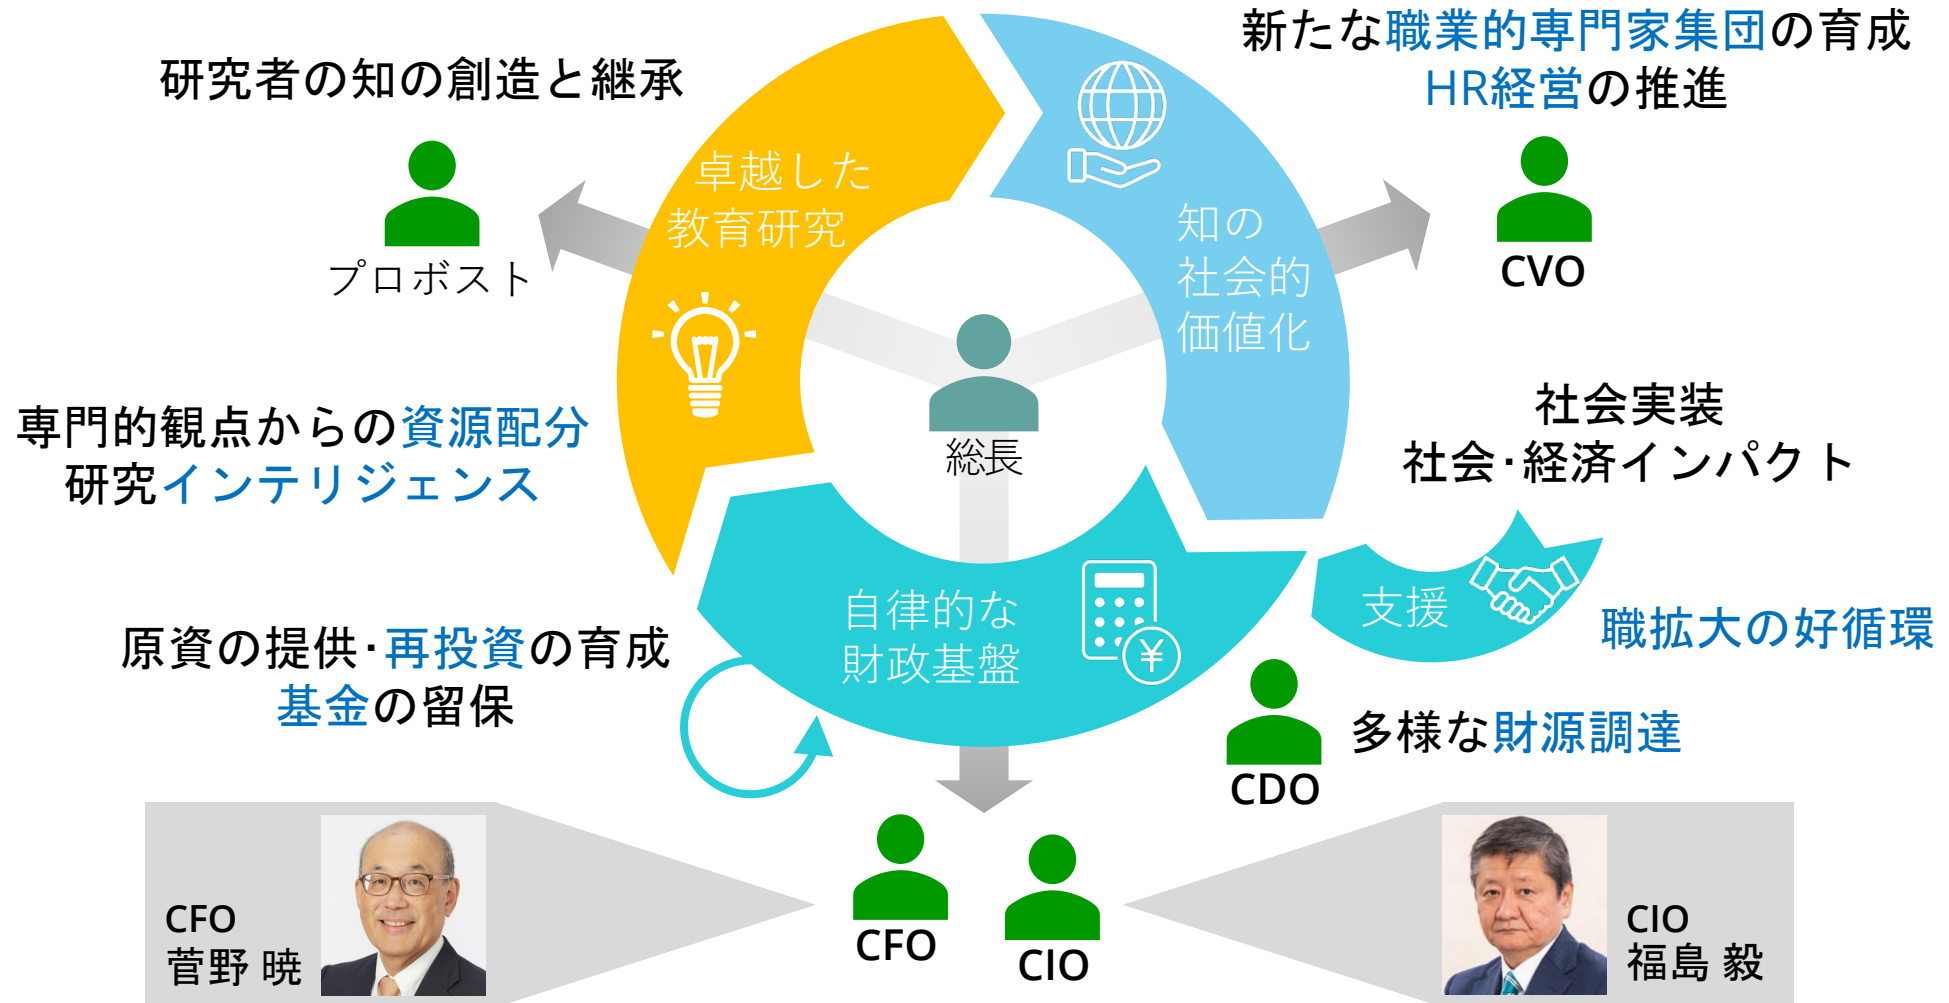 研究者の知の創造と継承
新たな職業的専門家集団の育成
HR経営の推進
プロボスト
卓越した
教育研究
知の
社会的
価値化
CVO
総長
専門的観点からの資源配分
研究インテリジェンス
社会実装
社会・経済インパクト
支援
職拡大の好循環
自律的な
財政基盤
¥
原資の提供・再投資の育成
基金の留保
CDO
多様な財源調達
CFO
菅野 暁
CFO
CIO
CIO
福島 毅